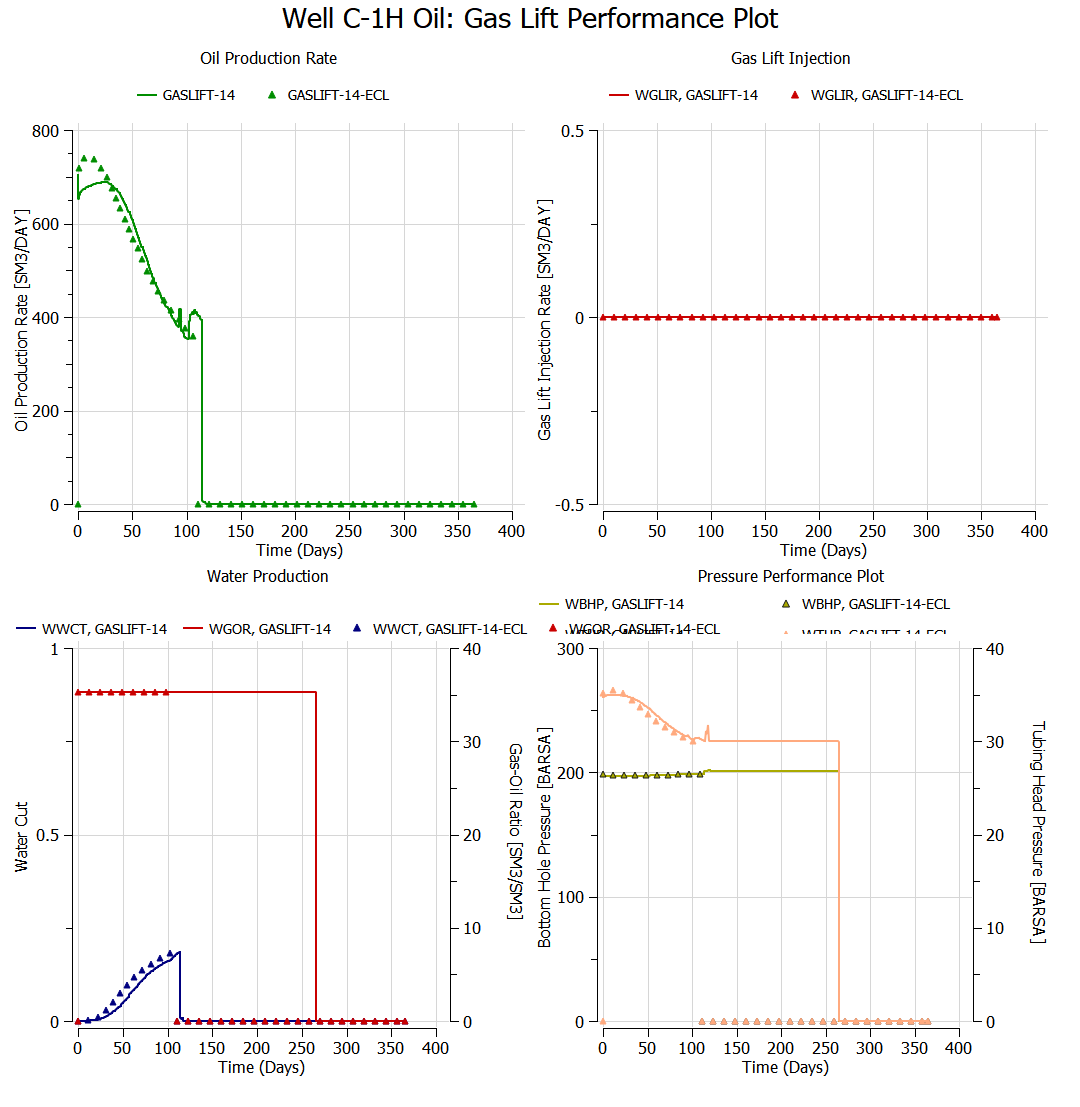 Well C-1H Oil: Gas Lift Performance Plot
Oil Production Rate
GASLIFT-14 GASLIFT-14-ECL
Oil Production Rate [SM3/DAY]
800
600
400
200
0
0 50 100 150 200 250 300 350 400
Time (Days)
Gas Lift Injection
WGLIR, GASLIFT-14 WGLIR, GASLIFT-14-ECL
Gas Lift Injection Rate [SM3/DAY]
0.5
0
-0.5
0 50 100 150 200 250 300 350 400
Time (Days)
Water Production
WWCT, GASLIFT-14 WGOR, GASLIFT-14 WWCT, GASLIFT-14-ECL WGOR, GASLIFT-14-ECL
Water Cut
1
0.5
0
40
30
20
10
0
Gas-Oil Ratio [SM3/SM3]
0 50 100 150 200 250 300 350 400
Time (Days)
Pressure Performance Plot
WBHP, GASLIFT-14 WBHP, GASLIFT-14-ECL
Bottom Hole Pressure [BARSA]
300
200
100
0
40
30
20
10
0
Tubing Head Pressure [BARSA]
0 50 100 150 200 250 300 350 400
Time (Days)